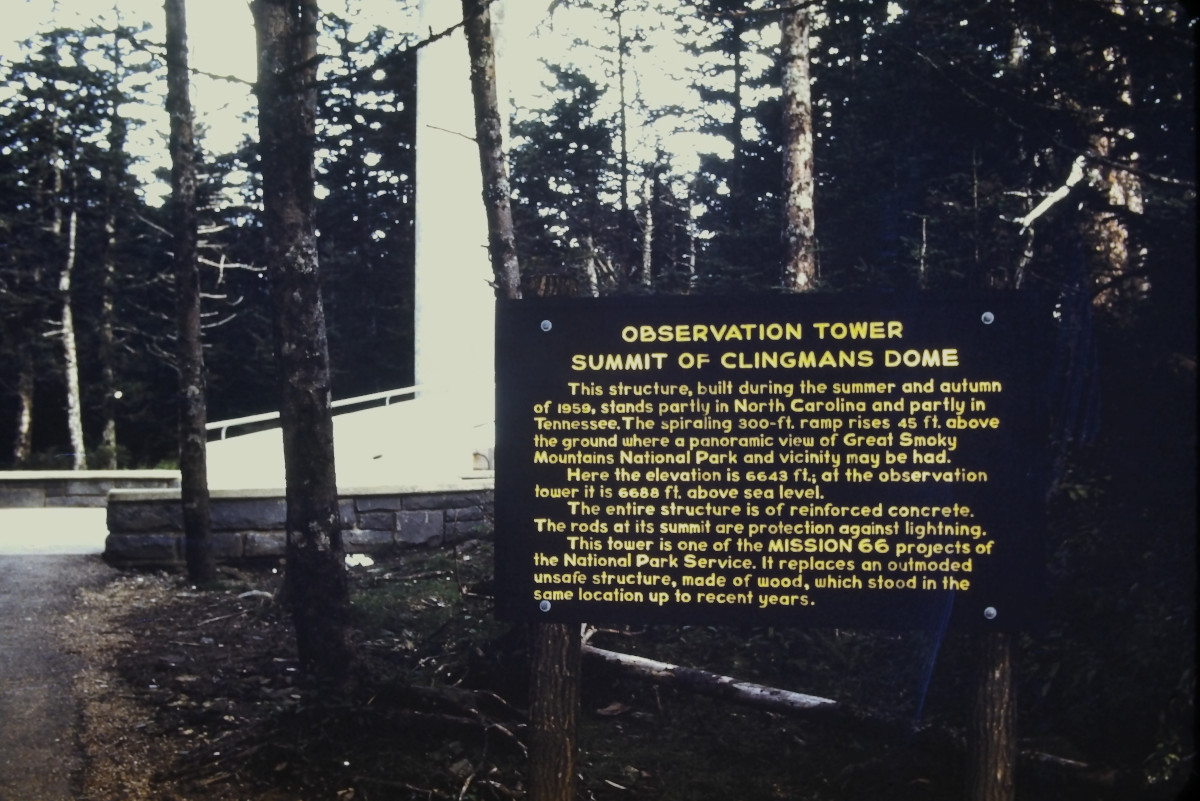 OBSERVATION TOWER
SUMMIT OF CLINGMANS DOME
This structure, built during the summer and autumn
of 1959, stands partly in North Carolina and partly in
Tennessee. The spiraling 300-ft. ramp rises 45 ft. above
the ground where a panoramic view of Great Smoky
Mountains National Park and vicinity may be had.
Here the elevation is 6643 ft.; at the observation
tower it is 6688 ft. above sea level.
The entire structure is of reinforced concrete.
The rods at its summit are protection against lightning.
This tower is one of the MISSION 66 projects of
the National Park Service. It replaces an outmoded
unsafe structure, made of wood, which stood in the
same location up to recent years.